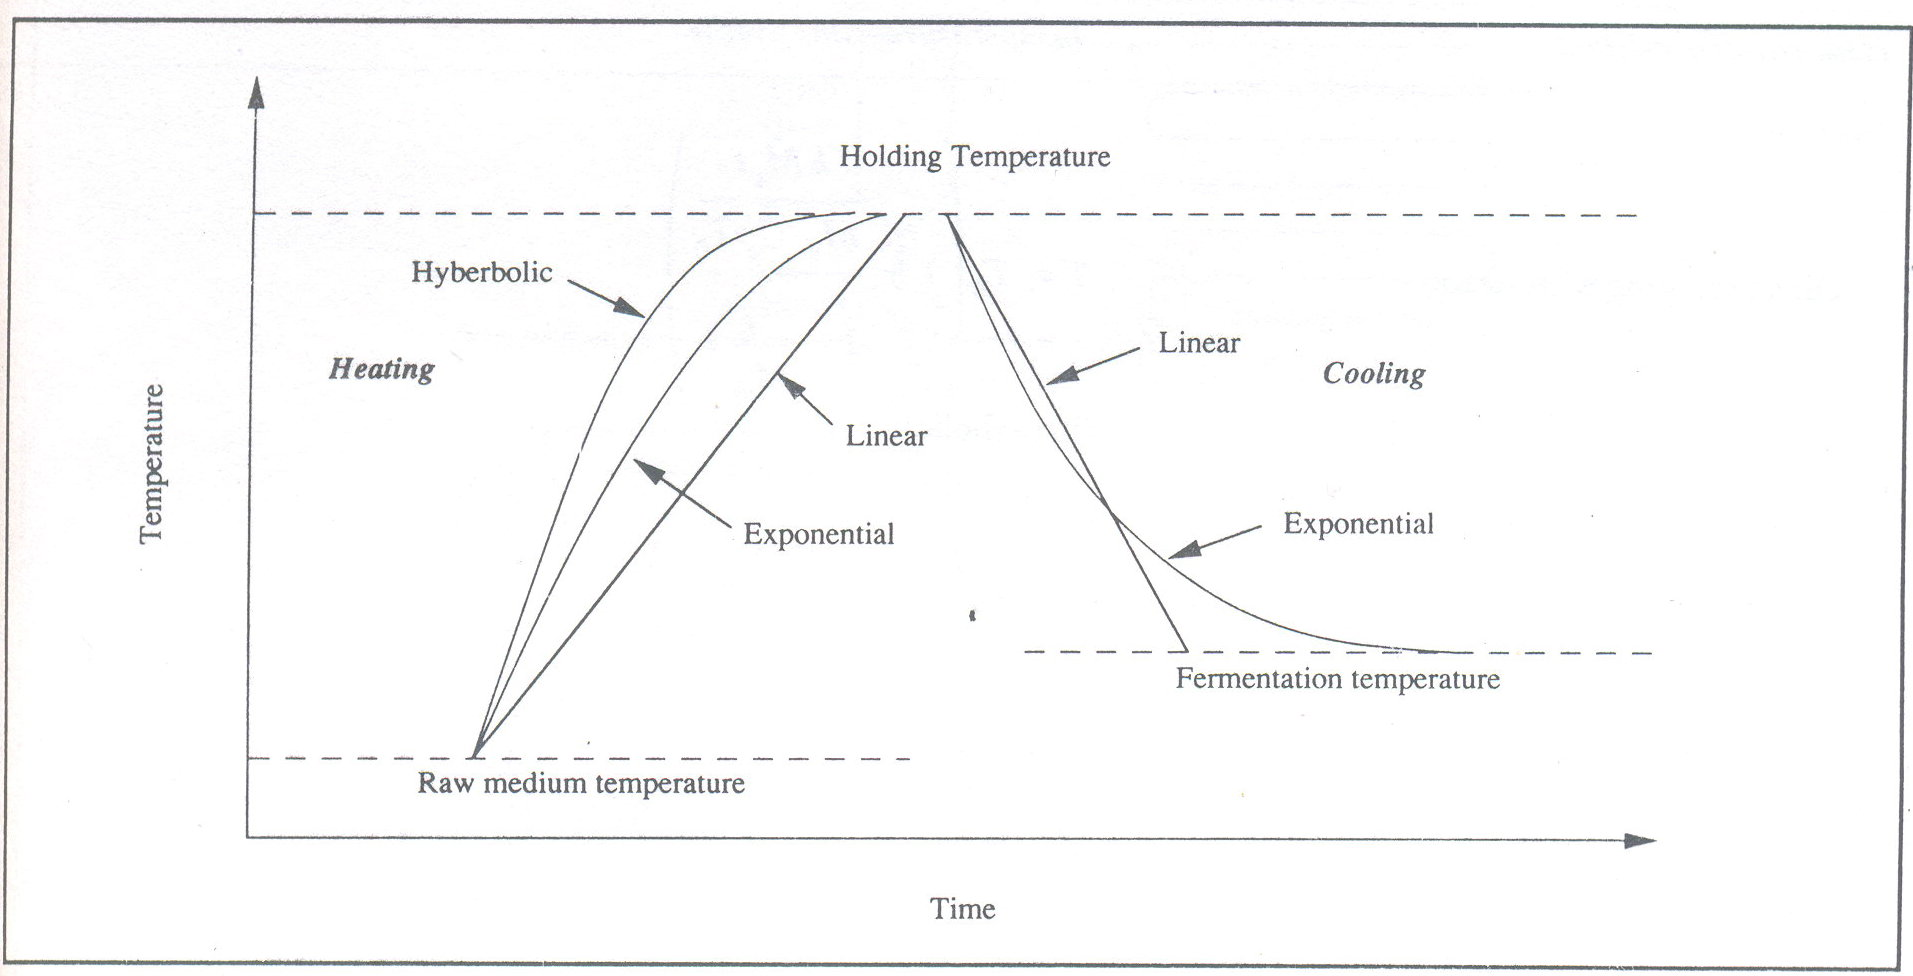 Holding Temperature
Hyberbolic
Heating
Linear
Exponential
Linear
Cooling
Exponential
Fermentation temperature
Raw medium temperature
Temperature
Time